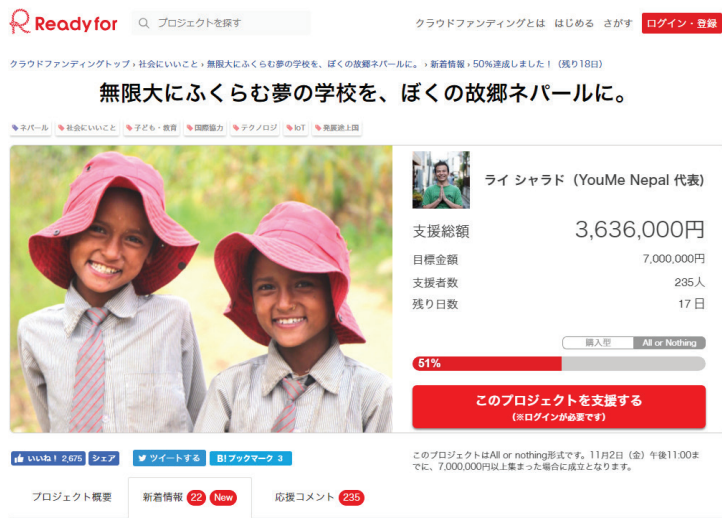 Readyfor
プロジェクトを探す
クラウドファンディングとは はじめる さがす ログイン・登録
クラウドファンディングトップ › 社会にいいこと › 無限大にふくらむ夢の学校を、ぼくの故郷ネパールに。 › 新着情報 › 50%達成しました!(残り18日)
無限大にふくらむ夢の学校を、ぼくの故郷ネパールに。
ネパール 社会にいいこと 子ども・教育 国際協力 テクノロジ IoT 発展途上国
ライ シャラド(YouMe Nepal 代表)
支援総額 3,636,000円
目標金額 7,000,000円
支援者数 235人
残り日数 17日
購入型 All or Nothing
51%
このプロジェクトを支援する
(※ログインが必要です)
このプロジェクトはAll or nothing形式です。11月2日(金)午後11:00ま
でに、7,000,000円以上集まった場合に成立となります。
いいね! 2,675 シェア ツイートする B!ブックマーク 3
プロジェクト概要 新着情報 22 New 応援コメント 235